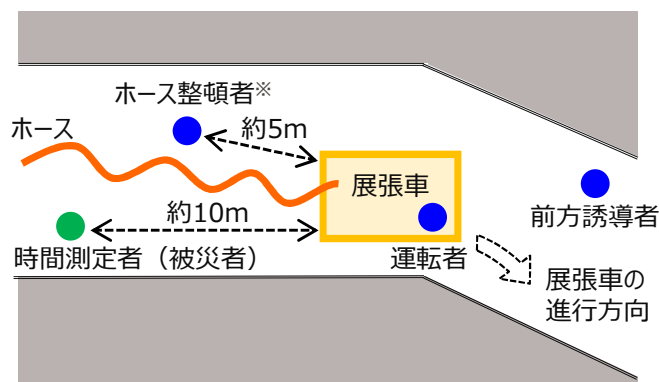 ホース整頓者※
ホース
約5m
展張車
約10m
前方誘導者
時間測定者（被災者）
運転者
展張車の
進行方向